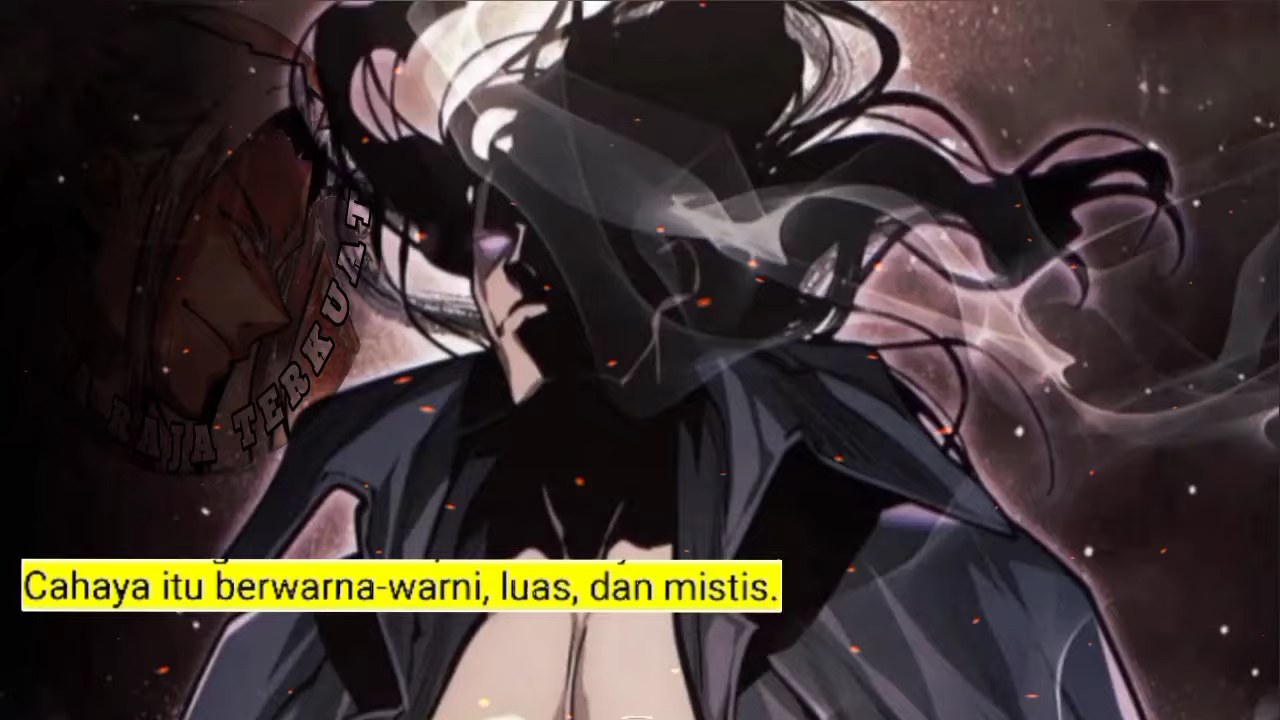 RAJA TERKUAT
Cahaya itu berwarna-warni, luas, dan mistis.